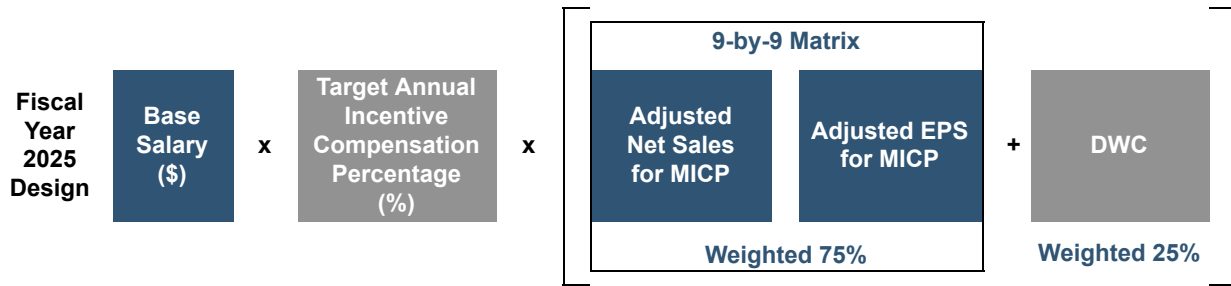 Fiscal
Year
2025
Design
Base
Salary
($)
x
Target Annual
Incentive
Compensation
Percentage
(%)
x
9-by-9 Matrix
Adjusted
Net Sales
for MICP
Adjusted EPS
for MICP
Weighted 75%
+
DWC
Weighted 25%